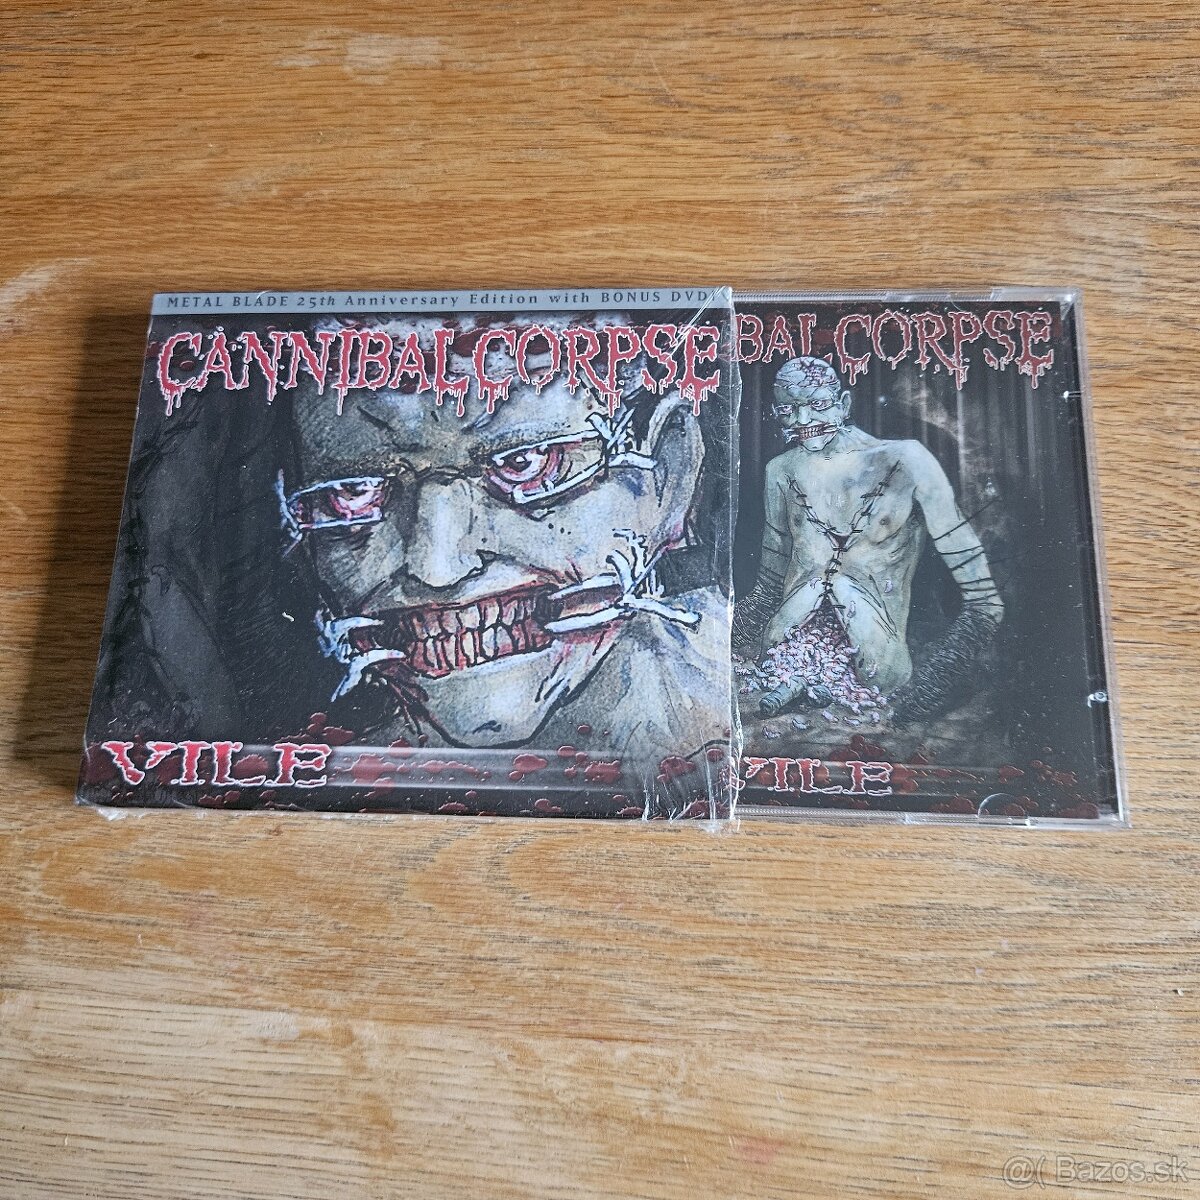 METAL BLADE 25th Anniversary Edition with BONUS DVD!
CANNIBAL CORPSE
BAL CORPSE
VILE
VILE
@( Bazos.sk